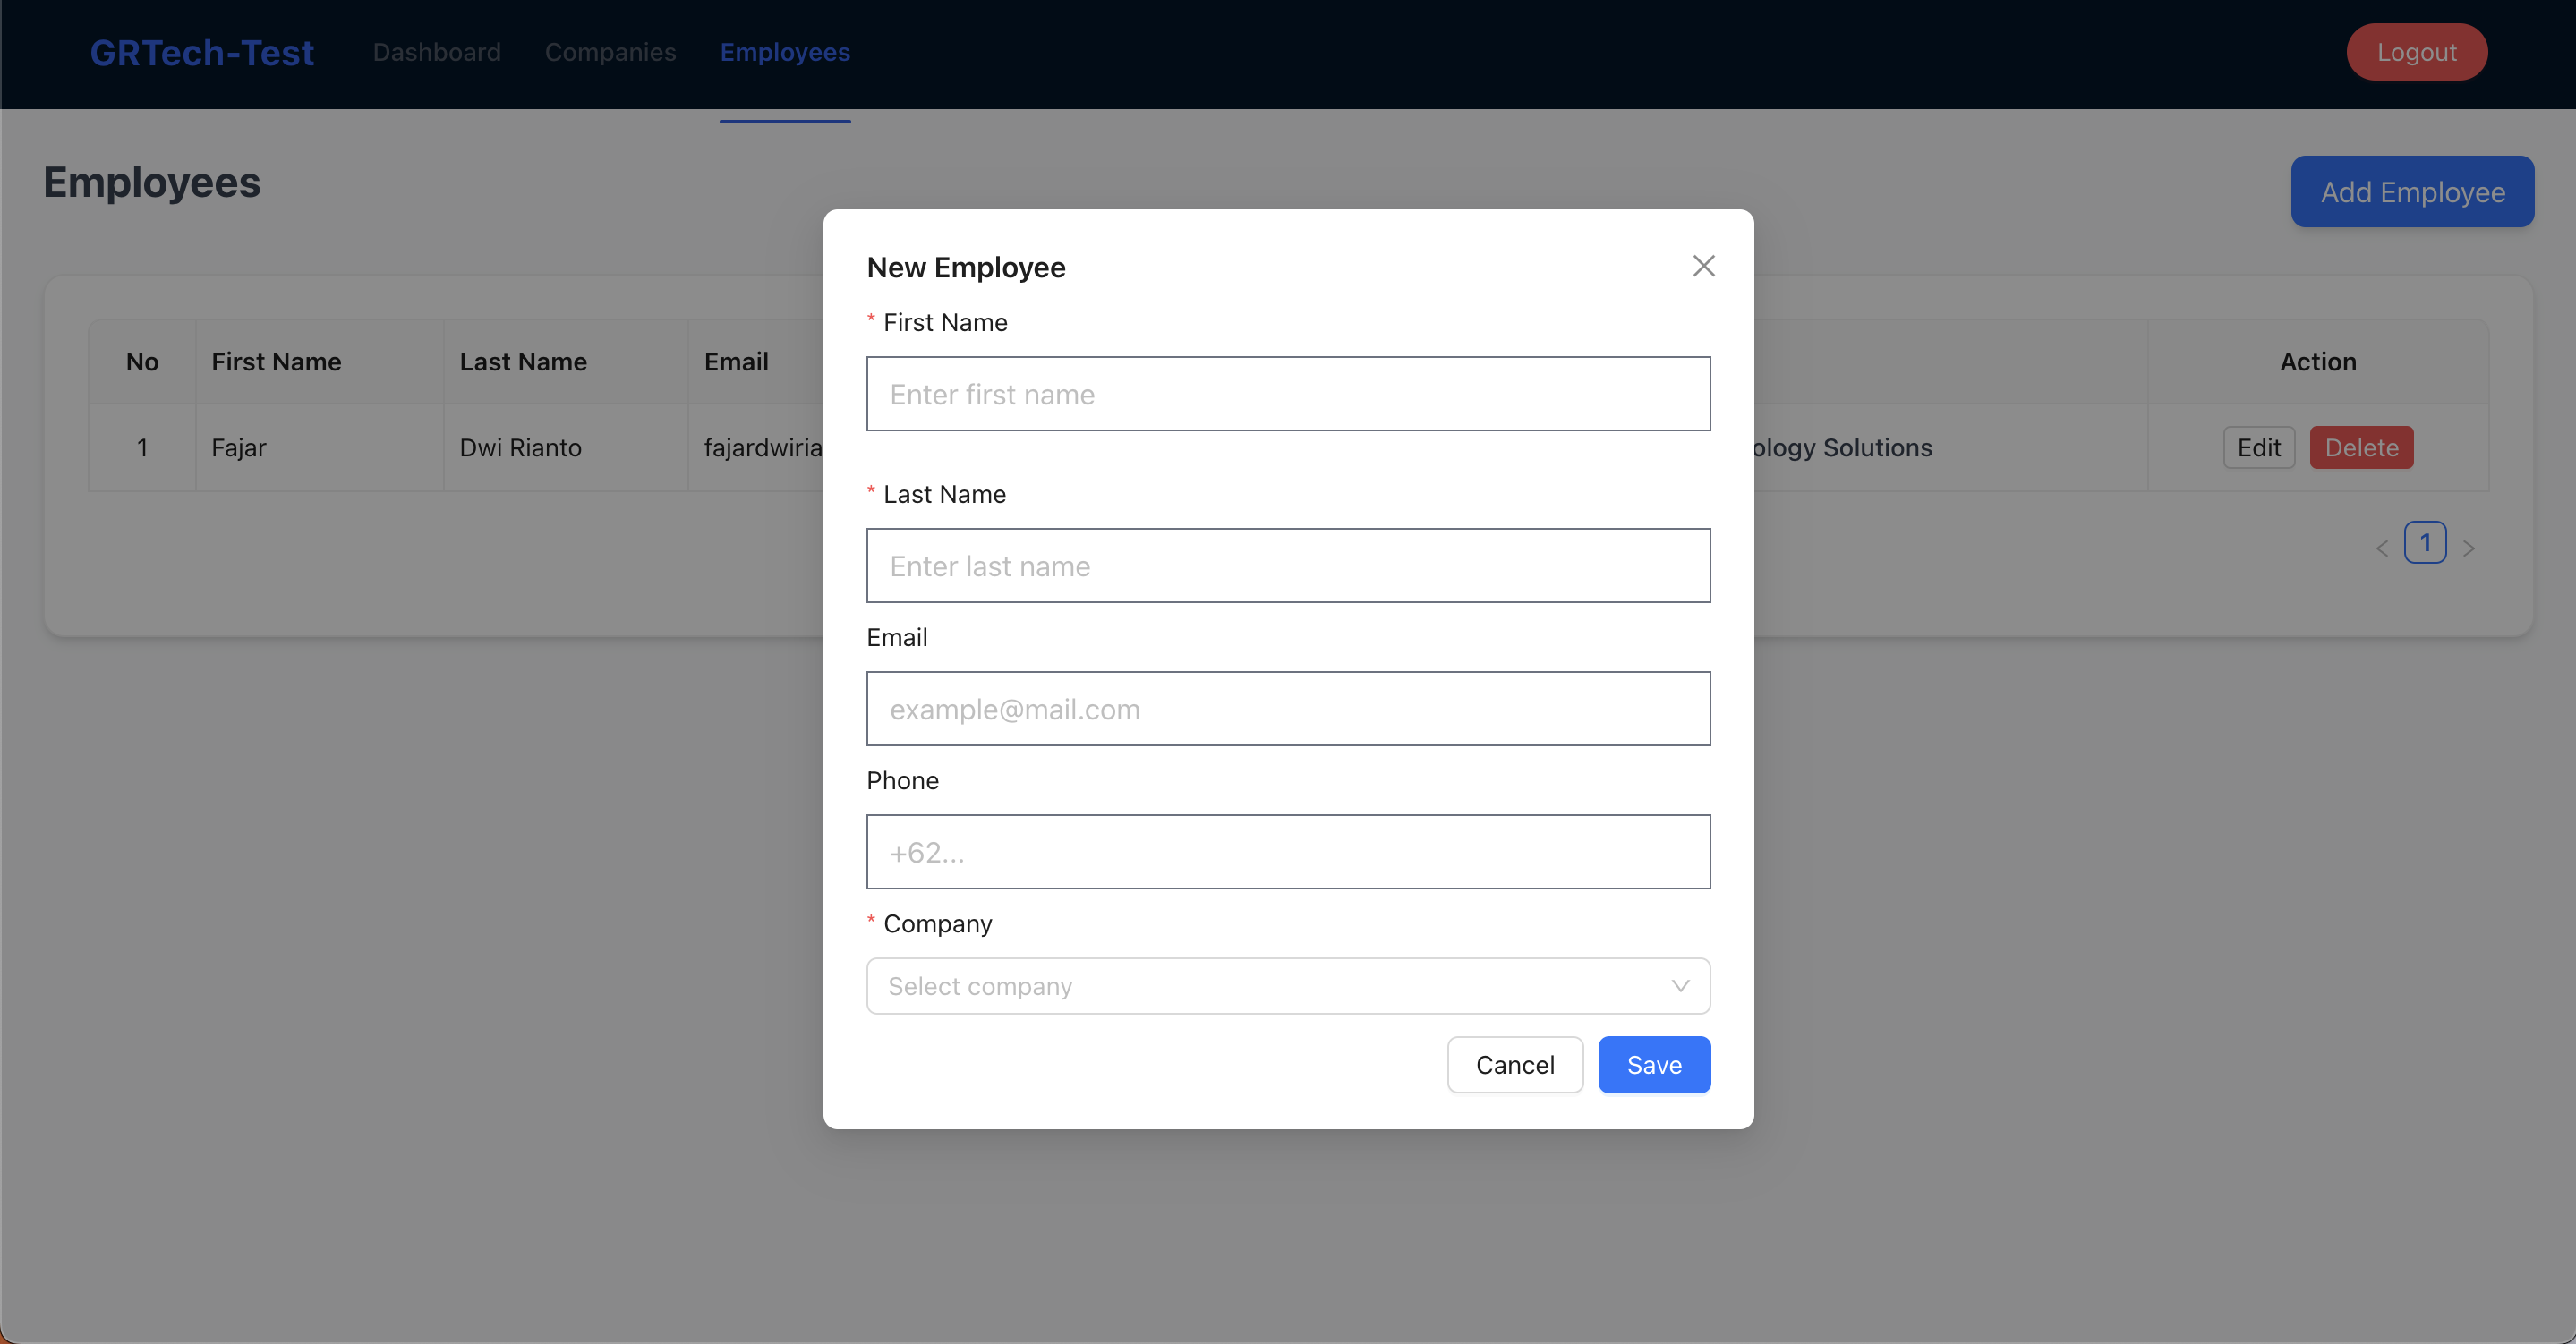 GRTech-Test Dashboard Companies Employees Logout
Employees
Add Employee
No First Name Last Name Email Action
1 Fajar Dwi Rianto fajardwiria ology Solutions Edit Delete
< 1 >
New Employee
* First Name
Enter first name
* Last Name
Enter last name
Email
example@mail.com
Phone
+62...
* Company
Select company
Cancel Save